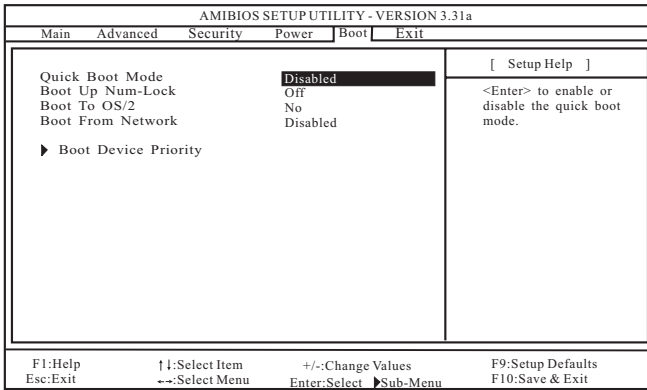 AMIBIOS SETUP UTILITY - VERSION 3.31a
Main Advanced Security Power Boot Exit
Quick Boot Mode Disabled
Boot Up Num-Lock Off
Boot To OS/2 No
Boot From Network Disabled
▶ Boot Device Priority
[ Setup Help ]
<Enter> to enable or
disable the quick boot
mode.
F1:Help ↑↓:Select Item +/-:Change Values F9:Setup Defaults
Esc:Exit ←→:Select Menu Enter:Select ▶Sub-Menu F10:Save & Exit